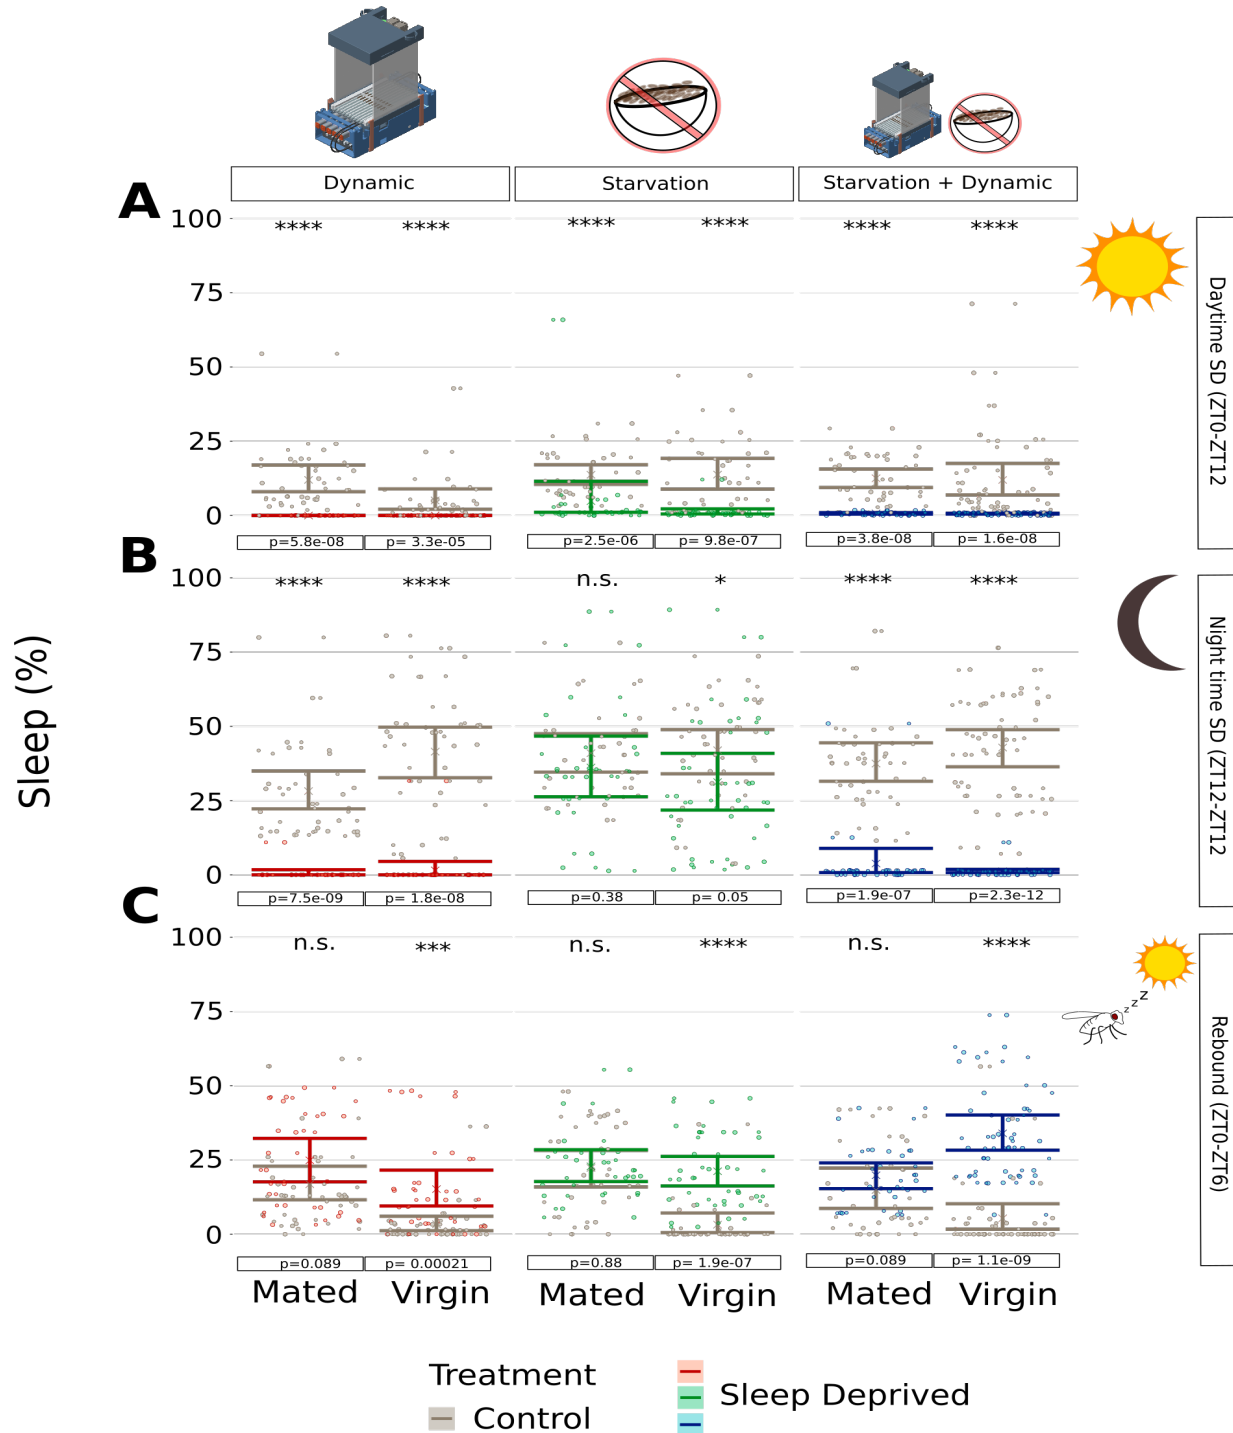 Dynamic Starvation Starvation + Dynamic
A
100 **** **** **** **** **** ****
75
50
25
0
p=5.8e-08 p= 3.3e-05 p=2.5e-06 p= 9.8e-07 p=3.8e-08 p= 1.6e-08
Daytime SD (ZT0-ZT12
B
100 **** **** n.s. * **** ****
75
50
25
0
p=7.5e-09 p= 1.8e-08 p=0.38 p= 0.05 p=1.9e-07 p=2.3e-12
Night time SD (ZT12-ZT12
Sleep (%)
C
100 n.s. *** n.s. **** n.s. ****
75
50
25
0
z z z
p=0.089 p= 0.00021 p=0.88 p= 1.9e-07 p=0.089 p= 1.1e-09
Rebound (ZT0-ZT6)
Mated Virgin Mated Virgin Mated Virgin
Treatment
Control
Sleep Deprived